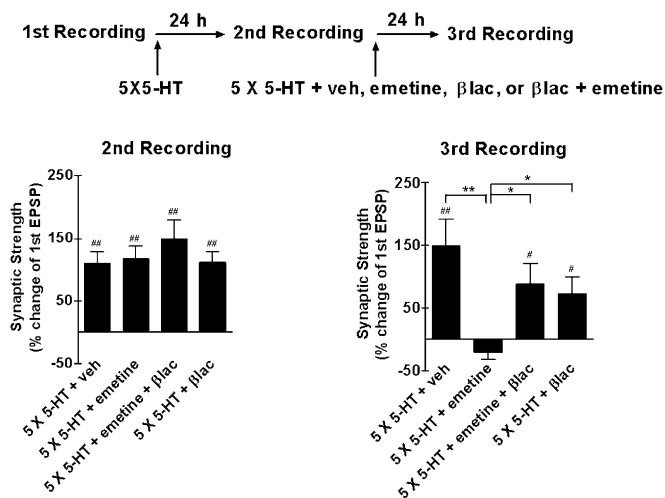 24 h 24 h
1st Recording 2nd Recording 3rd Recording
5X5-HT 5 X 5-HT + veh, emetine, βlac, or βlac + emetine
2nd Recording
Synaptic Strength
(% change of 1st EPSP)
250
150
50
-50
## ## ## ##
5 X 5-HT + veh
5 X 5-HT + emetine
5 X 5-HT + emetine + βlac
5 X 5-HT + βlac
3rd Recording
Synaptic Strength
(% change of 1st EPSP)
250
150
50
-50
*
** *
## # #
5 X 5-HT + veh
5 X 5-HT + emetine
5 X 5-HT + emetine + βlac
5 X 5-HT + βlac